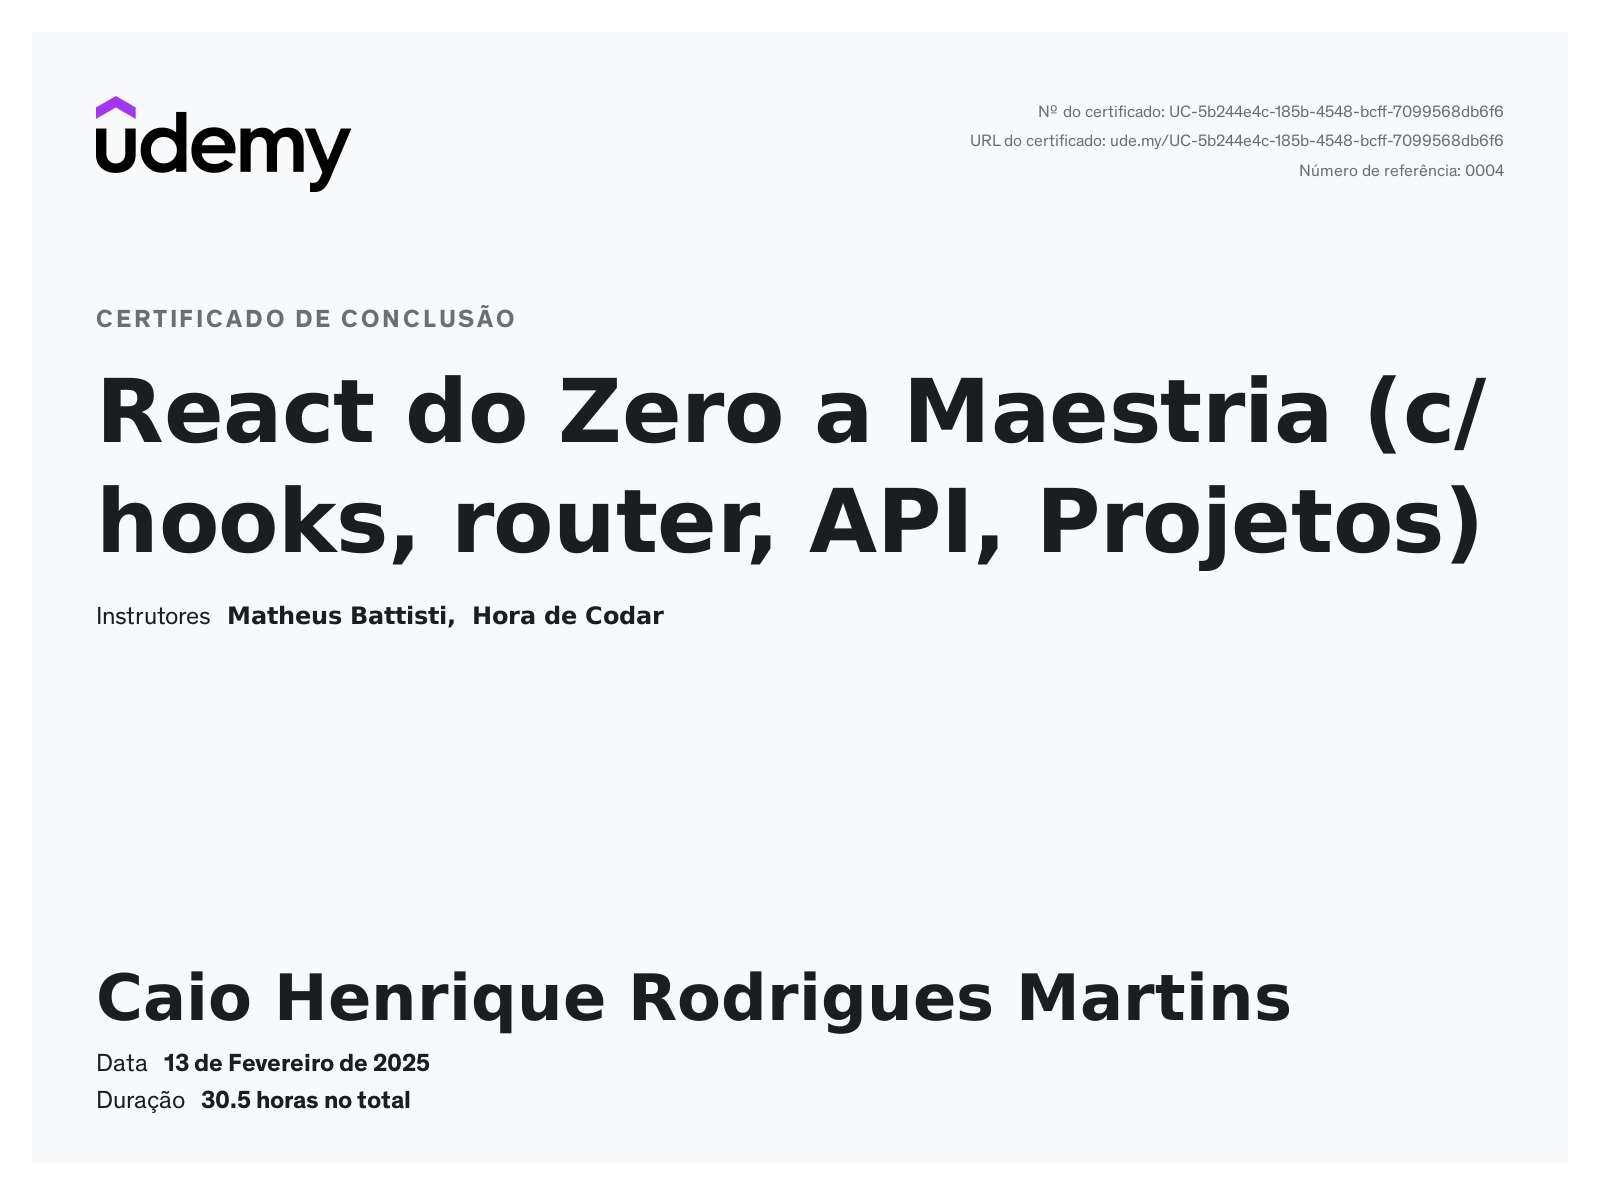 udemy
Nº do certificado: UC-5b244e4c-185b-4548-bcff-7099568db6f6
URL do certificado: ude.my/UC-5b244e4c-185b-4548-bcff-7099568db6f6
Número de referência: 0004
CERTIFICADO DE CONCLUSÃO
React do Zero a Maestria (c/
hooks, router, API, Projetos)
Instrutores Matheus Battisti, Hora de Codar
Caio Henrique Rodrigues Martins
Data 13 de Fevereiro de 2025
Duração 30.5 horas no total